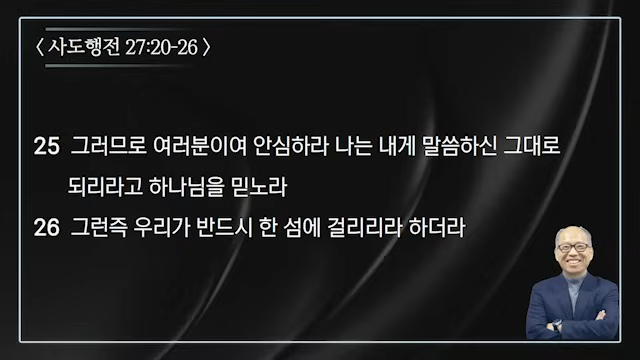 < 사도행전 27:20-26 >
25 그러므로 여러분이여 안심하라 나는 내게 말씀하신 그대로
되리라고 하나님을 믿노라
26 그런즉 우리가 반드시 한 섬에 걸리리라 하더라